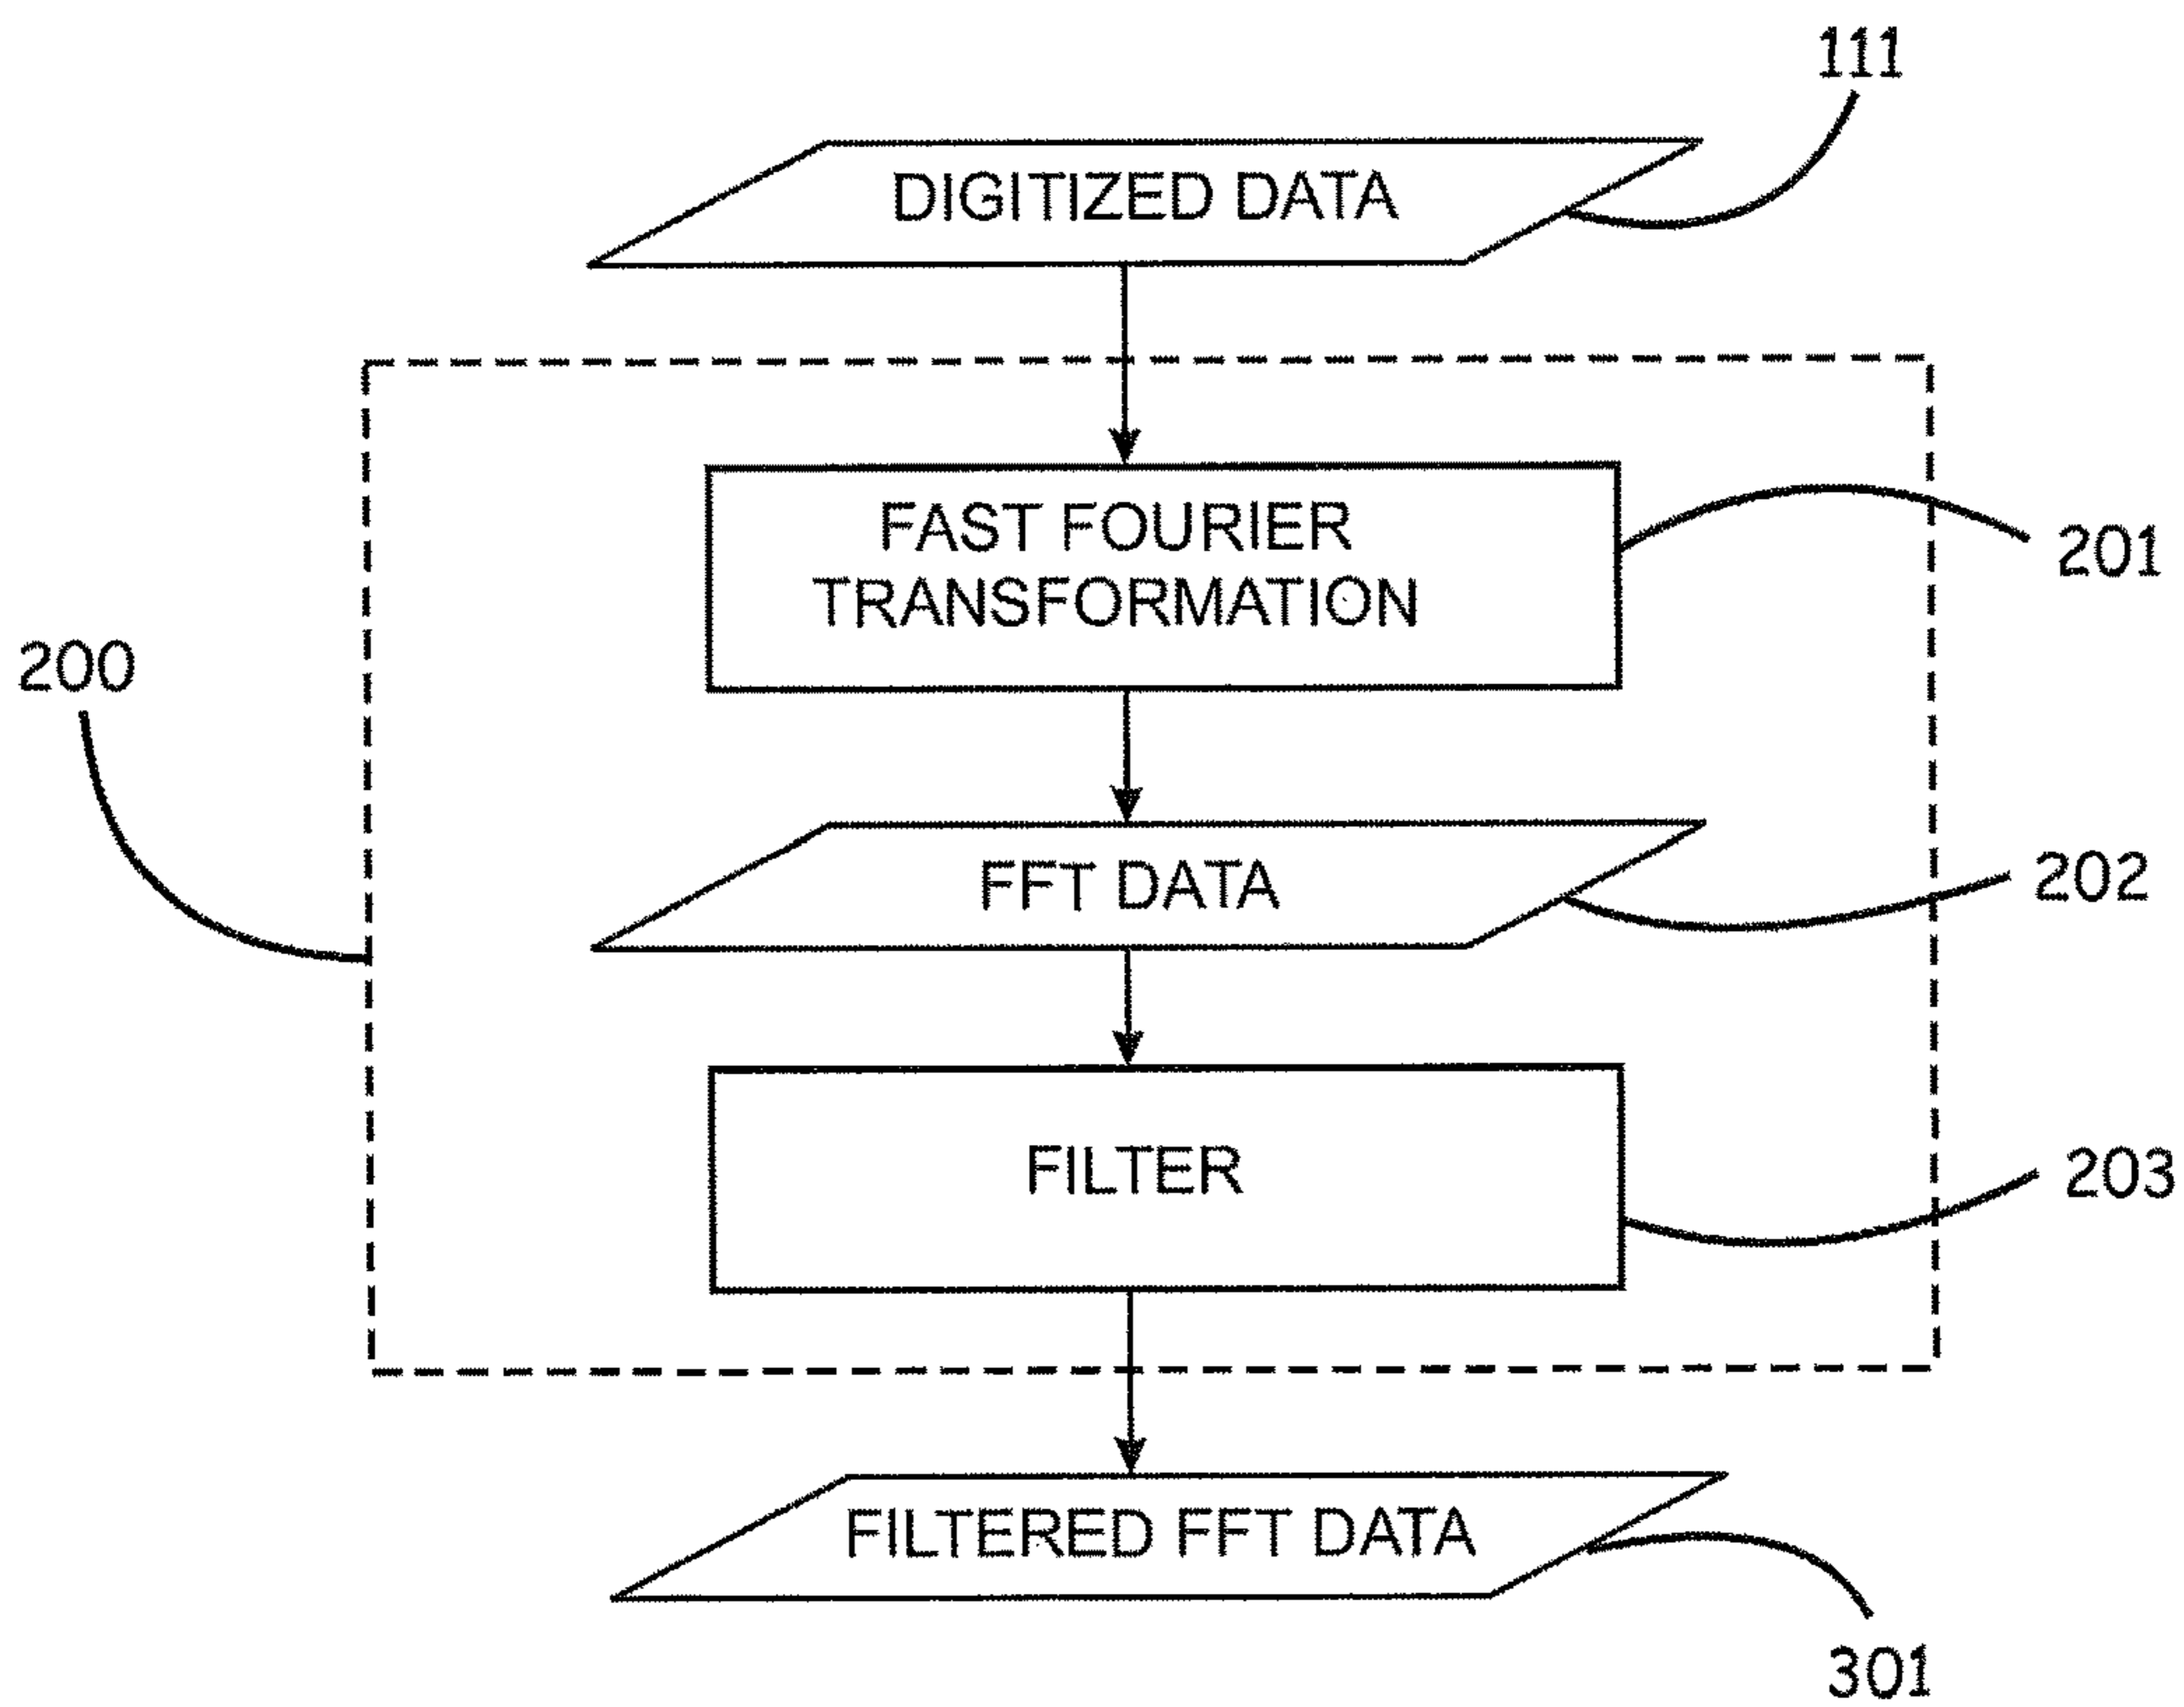 111
DIGITIZED DATA
FAST FOURIER
TRANSFORMATION
201
200
FFT DATA
202
FILTER
203
FILTERED FFT DATA
301